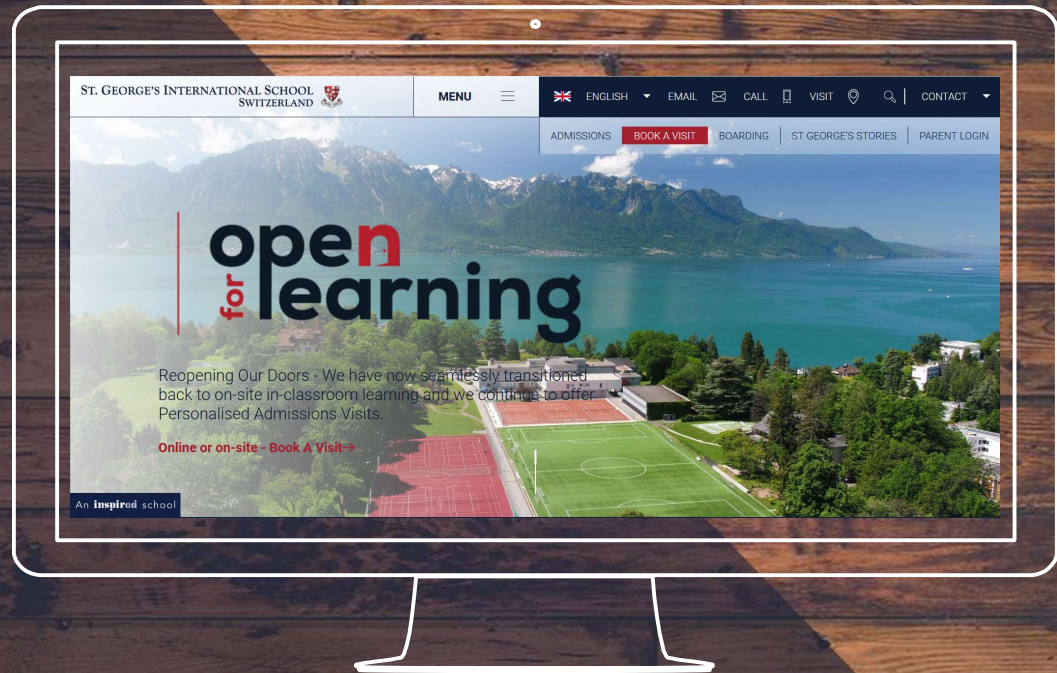 ST. GEORGE'S INTERNATIONAL SCHOOL
SWITZERLAND
MENU
ENGLISH
EMAIL
CALL
VISIT
CONTACT
ADMISSIONS
BOOK A VISIT
BOARDING
ST GEORGE'S STORIES
PARENT LOGIN
open
for learning
Reopening Our Doors - We have now seamlessly transitioned
back to on-site in-classroom learning and we continue to offer
Personalised Admissions Visits.
Online or on-site - Book A Visit→
An inspired school